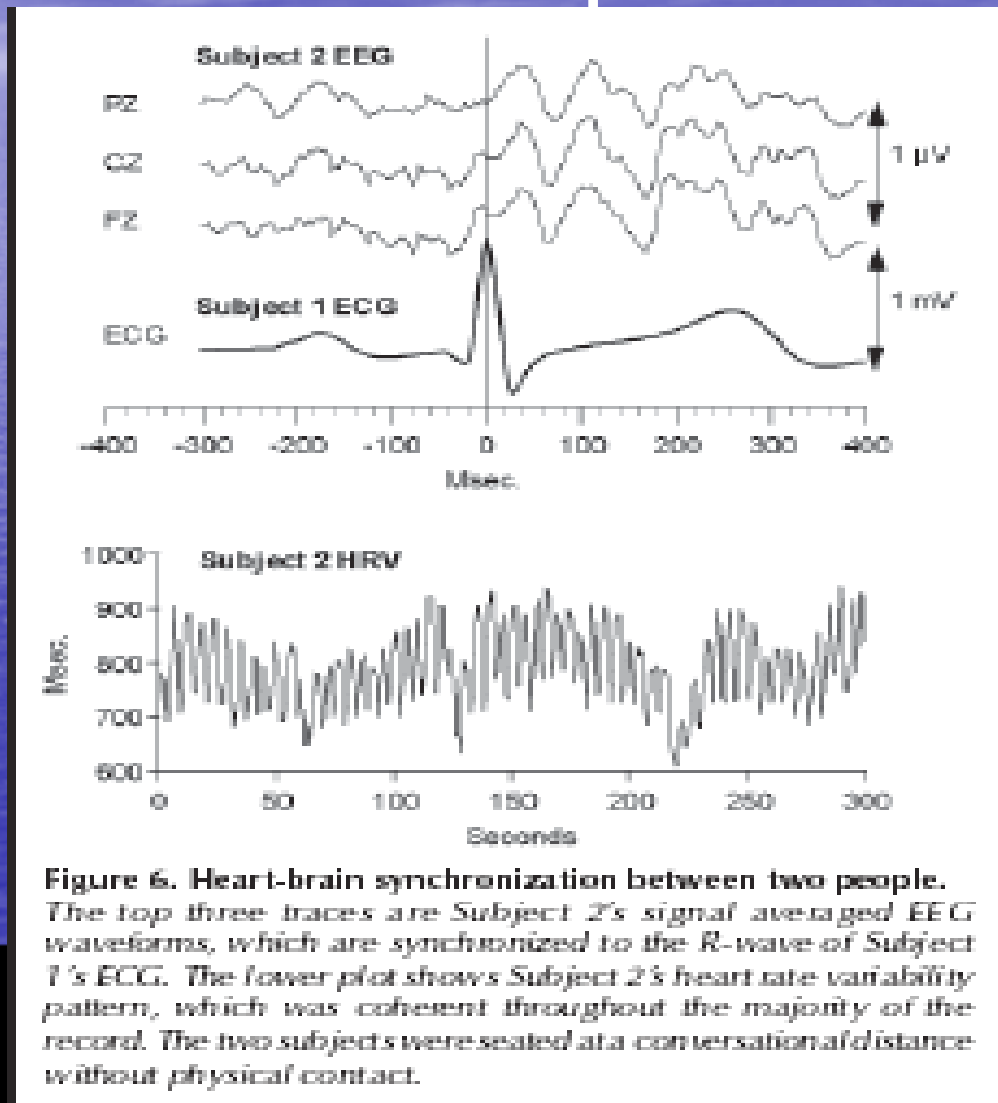 Subject 2 EEG
PZ
CZ
FZ
1 µV
Subject 1 ECG
ECG
1 mV
-400 -300 -200 -100 0 100 200 300 400
Msec.
Subject 2 HRV
1000
900
800
700
600
Msec.
0 50 100 150 200 250 300
Seconds
Figure 6. Heart-brain synchronization between two people.
The top three traces are Subject 2's signal averaged EEG
waveforms, which are synchronized to the R-wave of Subject
1's ECG. The lower plot shows Subject 2's heart rate variability
pattern, which was coherent throughout the majority of the
record. The two subjects were seated at a conversational distance
without physical contact.